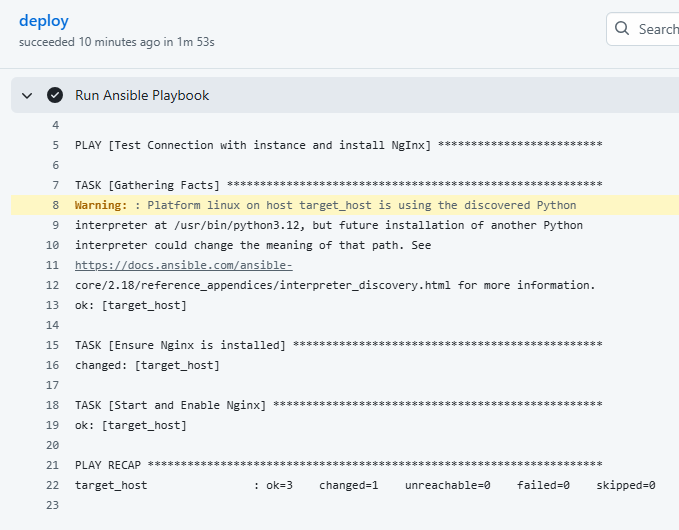 deploy
succeeded 10 minutes ago in 1m 53s
Search
Run Ansible Playbook
4
5 PLAY [Test Connection with instance and install NgInx] *************************
6
7 TASK [Gathering Facts] *********************************************************
8 Warning: : Platform linux on host target_host is using the discovered Python
9 interpreter at /usr/bin/python3.12, but future installation of another Python
10 interpreter could change the meaning of that path. See
11 https://docs.ansible.com/ansible-
12 core/2.18/reference_appendices/interpreter_discovery.html for more information.
13 ok: [target_host]
14
15 TASK [Ensure Nginx is installed] ***********************************************
16 changed: [target_host]
17
18 TASK [Start and Enable Nginx] **************************************************
19 ok: [target_host]
20
21 PLAY RECAP *********************************************************************
22 target_host : ok=3 changed=1 unreachable=0 failed=0 skipped=0
23